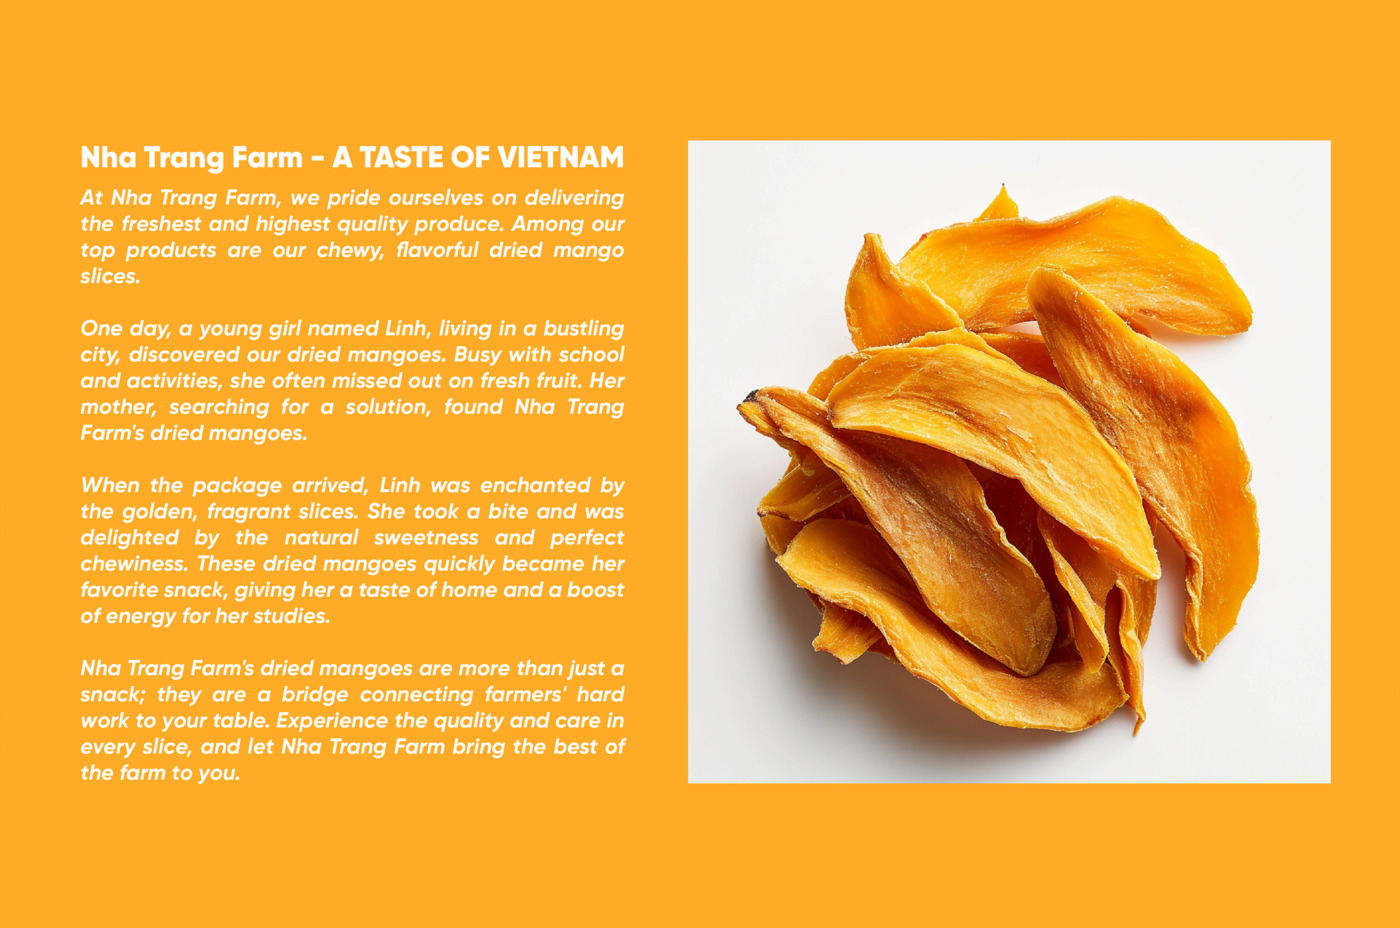 Nha Trang Farm - A TASTE OF VIETNAM
At Nha Trang Farm, we pride ourselves on delivering
the freshest and highest quality produce. Among our
top products are our chewy, flavorful dried mango
slices.
One day, a young girl named Linh, living in a bustling
city, discovered our dried mangoes. Busy with school
and activities, she often missed out on fresh fruit. Her
mother, searching for a solution, found Nha Trang
Farm's dried mangoes.
When the package arrived, Linh was enchanted by
the golden, fragrant slices. She took a bite and was
delighted by the natural sweetness and perfect
chewiness. These dried mangoes quickly became her
favorite snack, giving her a taste of home and a boost
of energy for her studies.
Nha Trang Farm's dried mangoes are more than just a
snack; they are a bridge connecting farmers' hard
work to your table. Experience the quality and care in
every slice, and let Nha Trang Farm bring the best of
the farm to you.